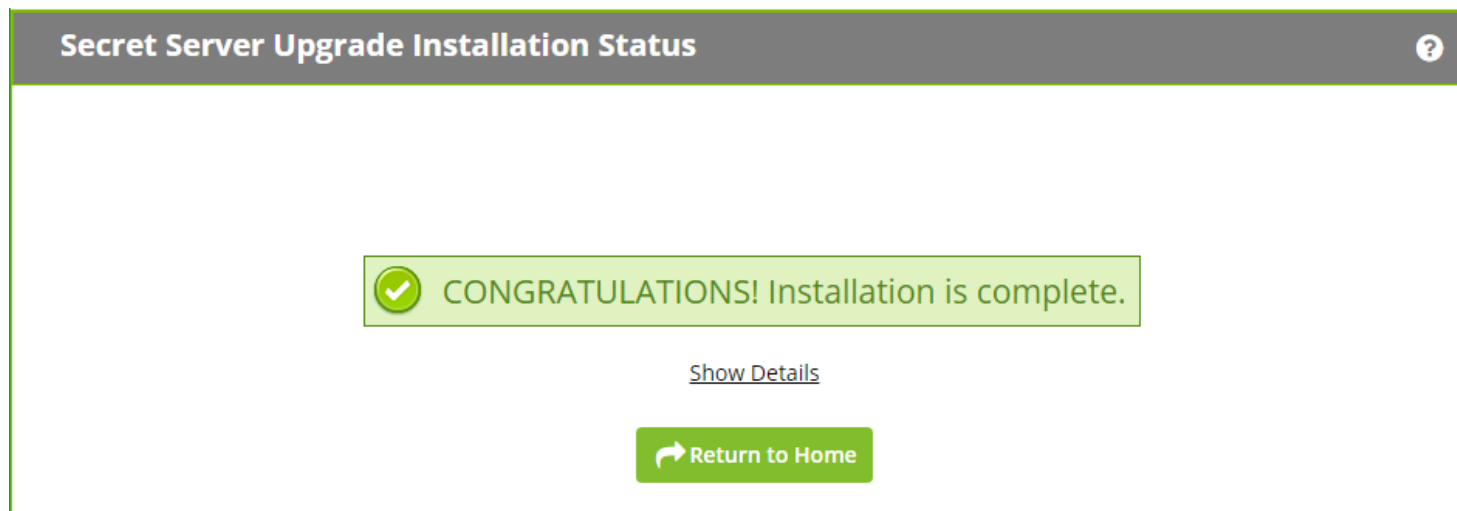 Secret Server Upgrade Installation Status
?
CONGRATULATIONS! Installation is complete.
Show Details
Return to Home